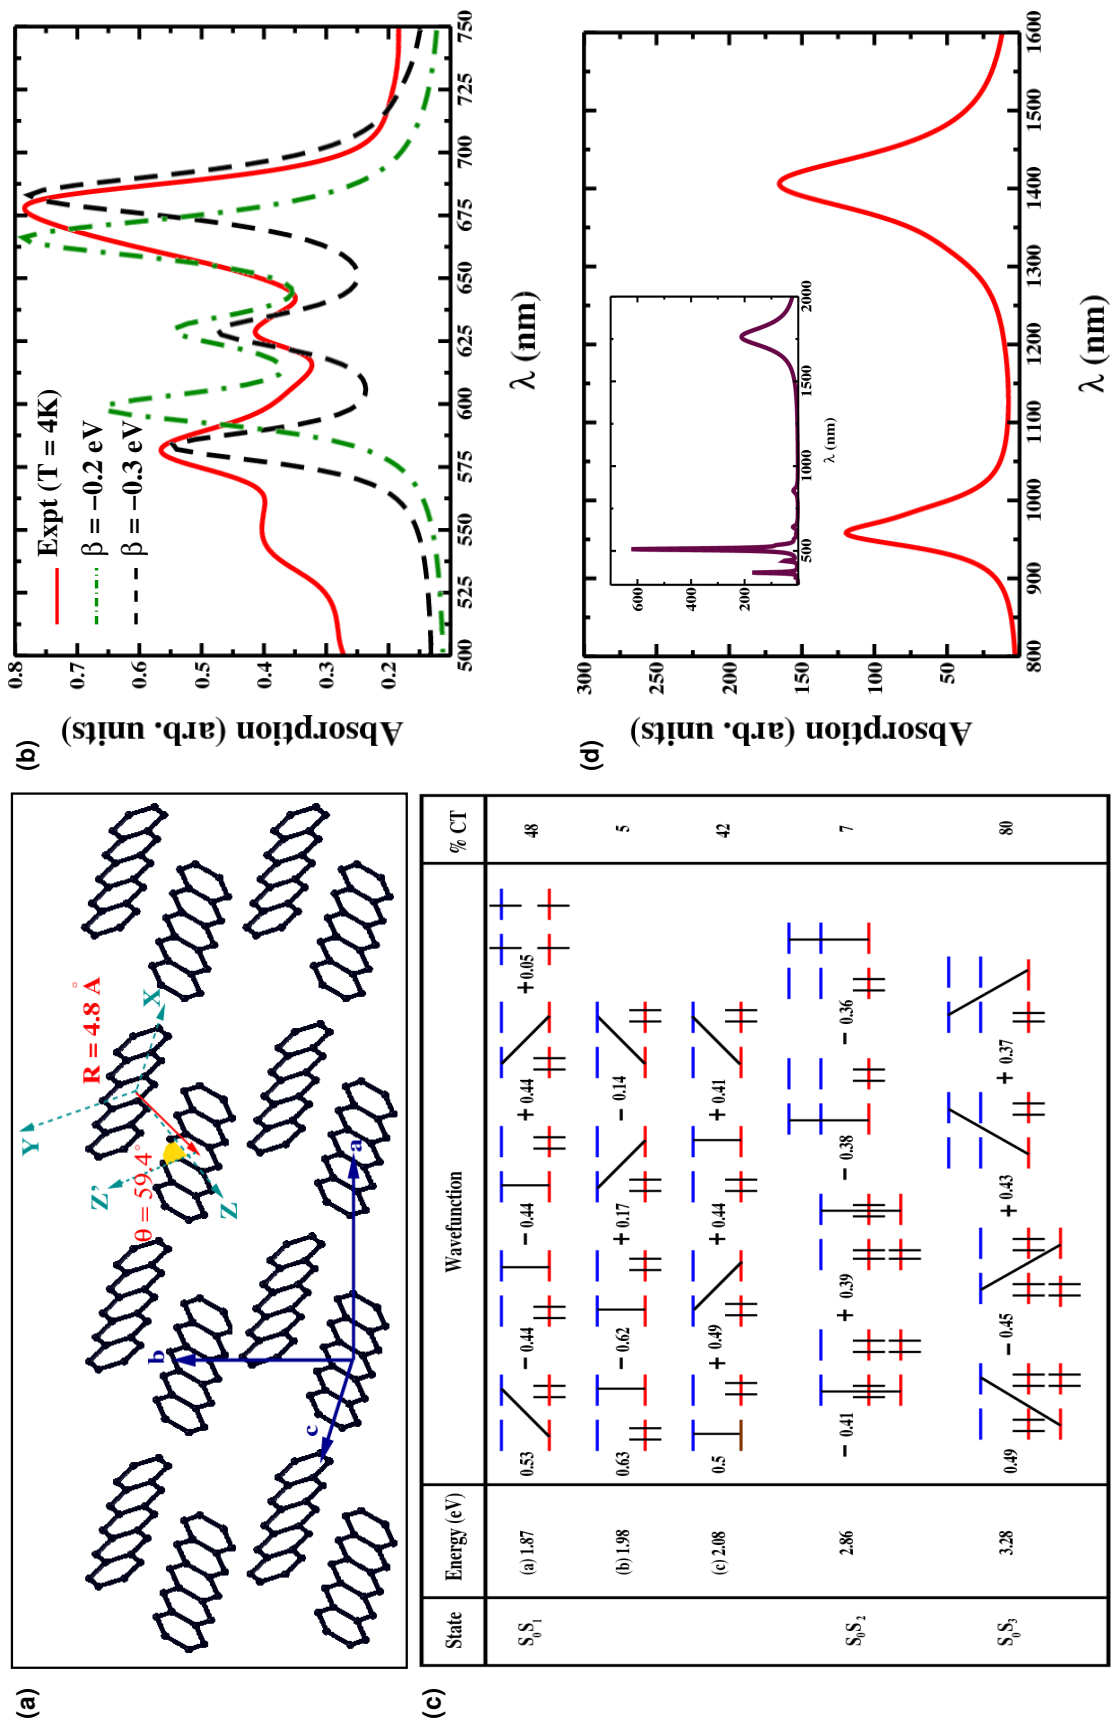 (a)
R = 4.8 Å
θ = 59.4°
Y
X
Z'
Z
a
b
c
(b)
Absorption (arb. units)
0.8
0.7
0.6
0.5
0.4
0.3
0.2
Expt (T = 4K)
β = −0.2 eV
β = −0.3 eV
500 525 550 575 600 625 650 675 700 725 750
λ (nm)
(c)
State Energy (eV) Wavefunction % CT
S0S1 (a) 1.87 0.53 − 0.44 − 0.44 + 0.44 + 0.05 48
(b) 1.98 0.63 − 0.62 + 0.17 − 0.14 5
(c) 2.08 0.5 + 0.49 + 0.44 + 0.41 42
S0S2 2.86 − 0.41 + 0.39 − 0.38 − 0.36 7
S0S3 3.28 0.49 − 0.45 + 0.43 + 0.37 80
(d)
Absorption (arb. units)
300
250
200
150
100
50
800 900 1000 1100 1200 1300 1400 1500 1600
λ (nm)
600
400
200
500 1000 1500 2000
λ (nm)